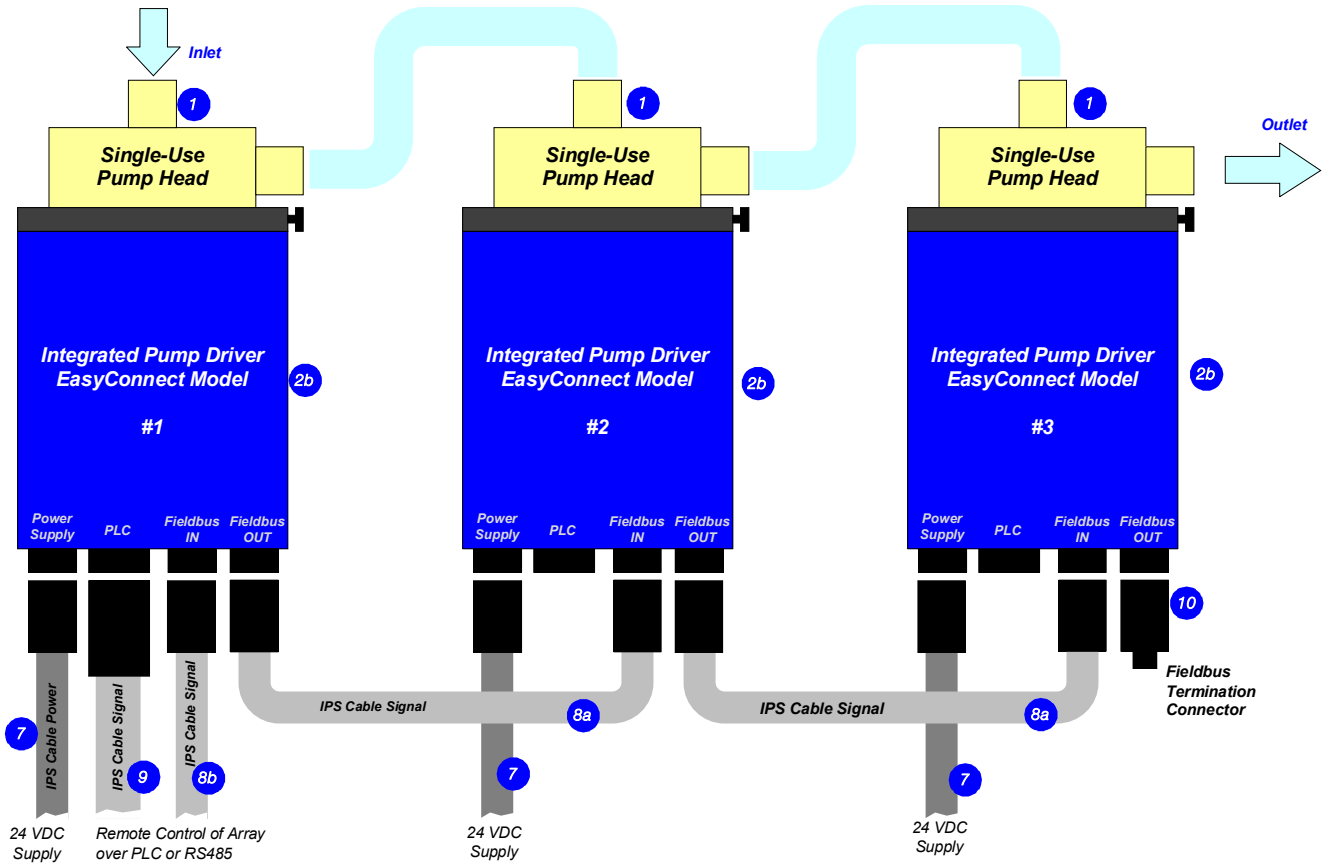 Inlet
1
1
1
Outlet
Single-Use
Pump Head
Single-Use
Pump Head
Single-Use
Pump Head
Integrated Pump Driver
EasyConnect Model
#1
2b
Integrated Pump Driver
EasyConnect Model
#2
2b
Integrated Pump Driver
EasyConnect Model
#3
2b
Power
Supply
PLC
Fieldbus
IN
Fieldbus
OUT
Power
Supply
PLC
Fieldbus
IN
Fieldbus
OUT
Power
Supply
PLC
Fieldbus
IN
Fieldbus
OUT
10
Fieldbus
Termination
Connector
IPS Cable Power
IPS Cable Signal
IPS Cable Signal
IPS Cable Signal
8a
IPS Cable Signal
8a
7
9
8b
7
7
24 VDC
Supply
Remote Control of Array
over PLC or RS485
24 VDC
Supply
24 VDC
Supply